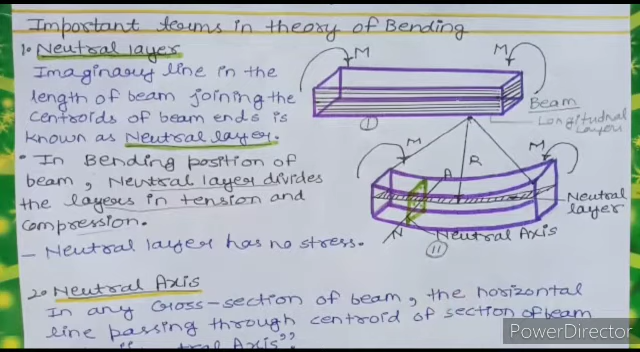 Important terms in theory of Bending
1. Neutral layer
Imaginary line in the
length of beam joining the
centroids of beam ends is
known as Neutral layer.
• In Bending position of
beam, Neutral layer divides
the layers in tension and
compression.
- Neutral layer has no stress.
M M
Beam
Longitudnal
Layers
I
M M
A R
Neutral
layer
N Neutral Axis
II
2. Neutral Axis
In any cross-section of beam, the horizontal
line passing through centroid of section of beam
Axis"
PowerDirector